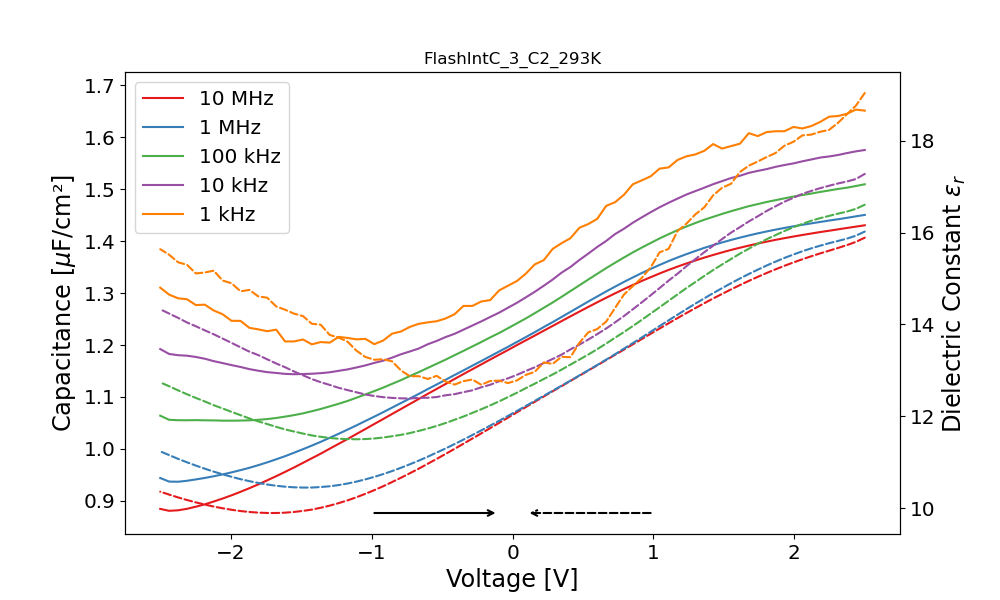 FlashIntC_3_C2_293K
Capacitance [μF/cm²]
1.7
1.6
1.5
1.4
1.3
1.2
1.1
1.0
0.9
10 MHz
1 MHz
100 kHz
10 kHz
1 kHz
18
16
14
12
10
Dielectric Constant εᵣ
−2
−1
0
1
2
Voltage [V]